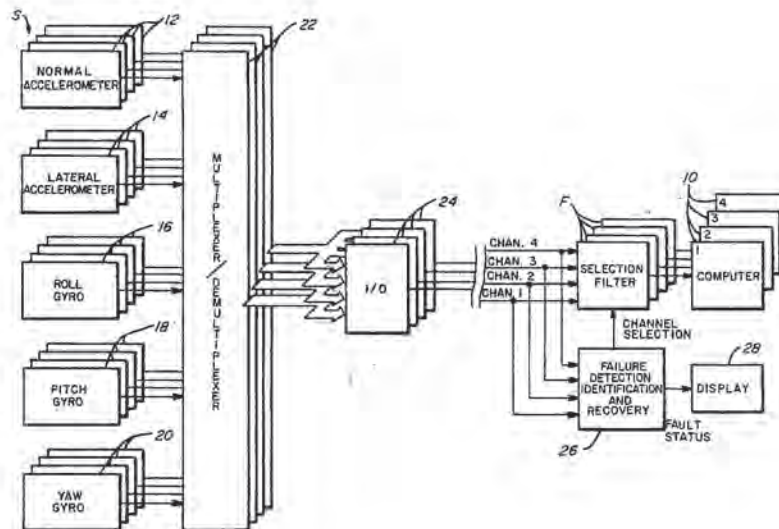 S
12
NORMAL
ACCELEROMETER
14
LATERAL
ACCELEROMETER
16
ROLL
GYRO
18
PITCH
GYRO
20
YAW
GYRO
22
MULTIPLEXER/DEMULTIPLEXER
24
I/O
CHAN. 4
CHAN. 3
CHAN. 2
CHAN. 1
F
SELECTION
FILTER
10
4
3
2
1
COMPUTER
CHANNEL
SELECTION
FAILURE
DETECTION
IDENTIFICATION
AND
RECOVERY
26
FAULT
STATUS
28
DISPLAY